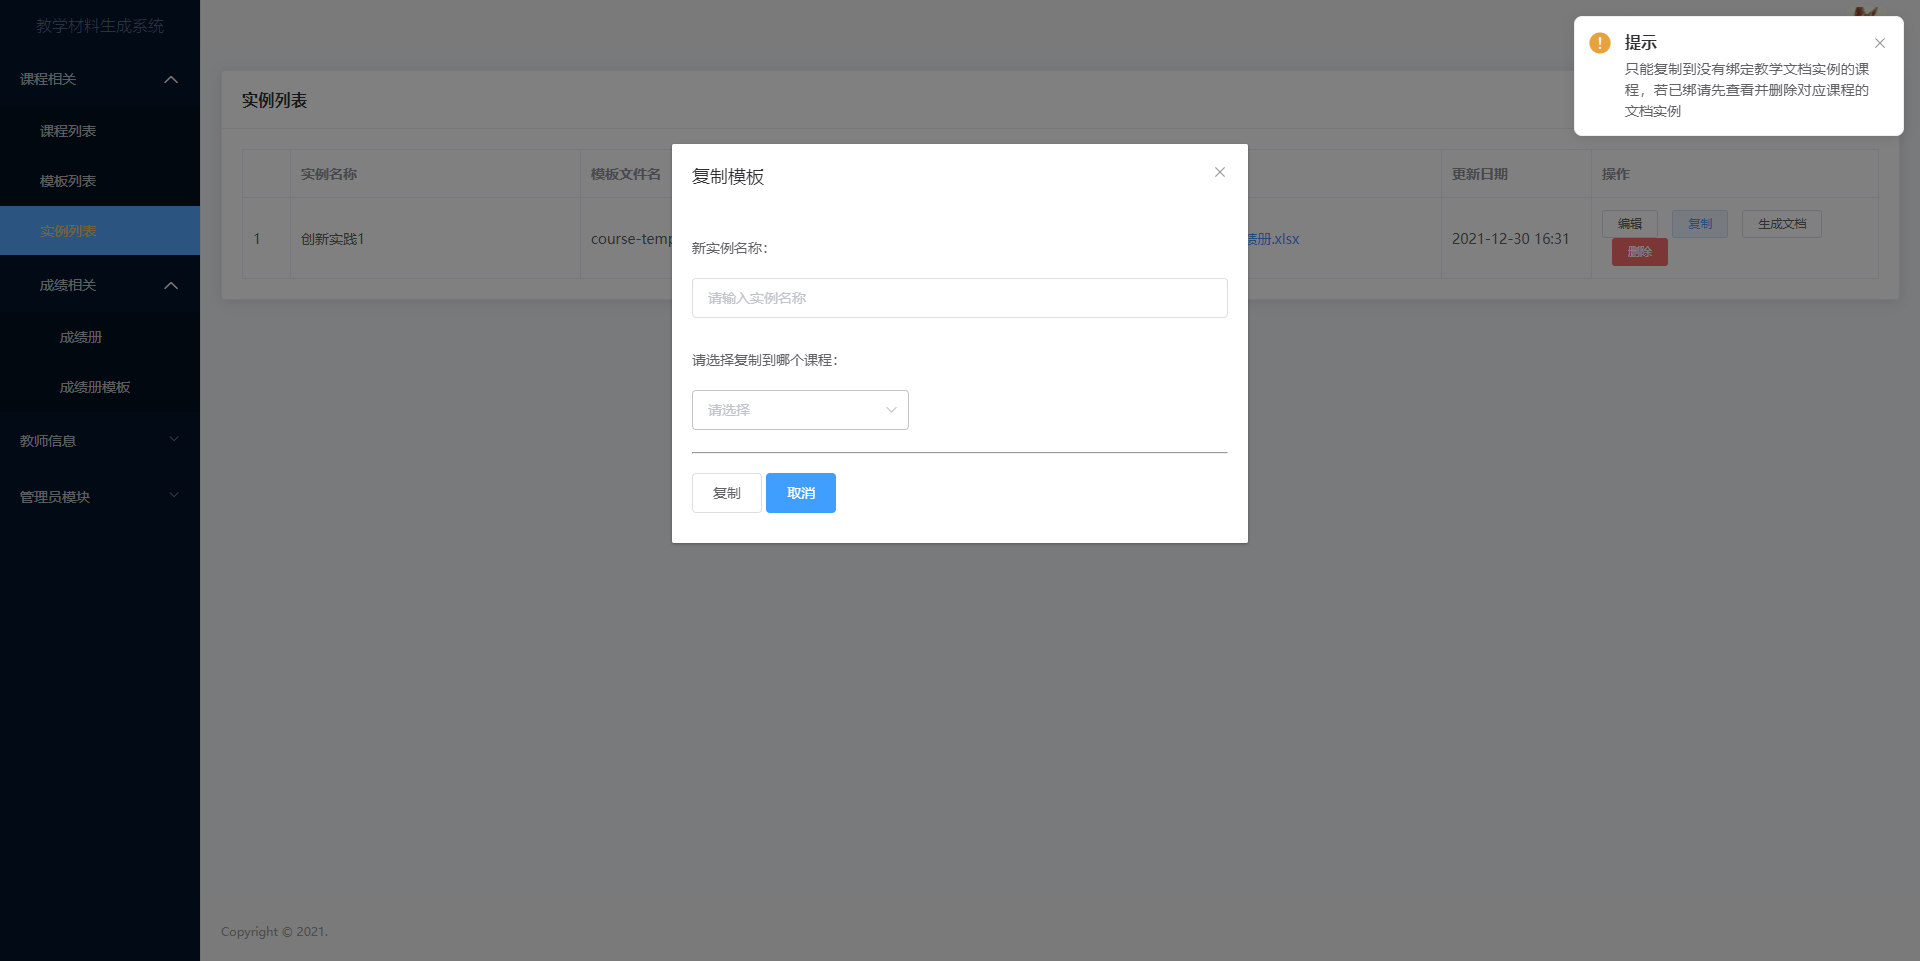 教学材料生成系统
课程相关
课程列表
模板列表
实例列表
成绩相关
成绩册
成绩册模板
教师信息
管理员模块
提示
只能复制到没有绑定教学文档实例的课
程，若已绑请先查看并删除对应课程的
文档实例
实例列表
实例名称
模板文件名
更新日期
操作
1
创新实践1
course-temp
绩册.xlsx
2021-12-30 16:31
编辑
复制
生成文档
删除
复制模板
新实例名称：
请输入实例名称
请选择复制到哪个课程：
请选择
复制
取消
Copyright © 2021.